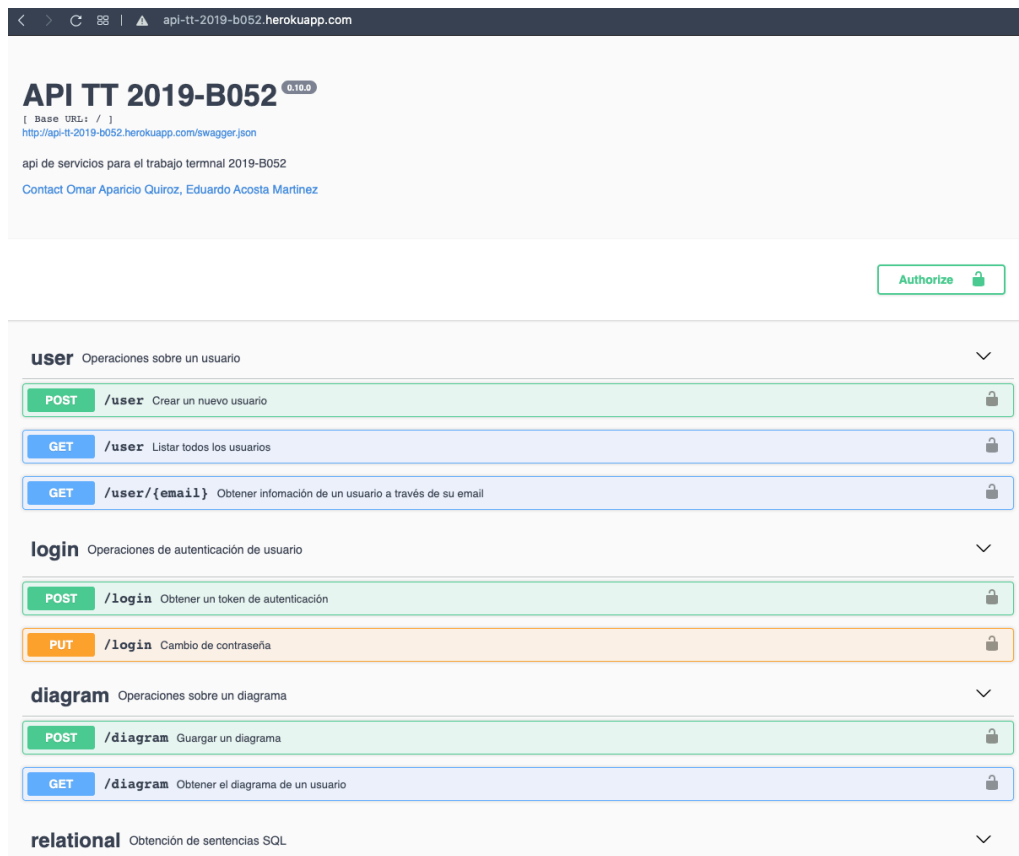 api-tt-2019-b052.herokuapp.com
API TT 2019-B052 0.10.0
[ Base URL: / ]
http://api-tt-2019-b052.herokuapp.com/swagger.json
api de servicios para el trabajo termnal 2019-B052
Contact Omar Aparicio Quiroz, Eduardo Acosta Martinez
Authorize
user Operaciones sobre un usuario
POST /user Crear un nuevo usuario
GET /user Listar todos los usuarios
GET /user/{email} Obtener infomación de un usuario a través de su email
login Operaciones de autenticación de usuario
POST /login Obtener un token de autenticación
PUT /login Cambio de contraseña
diagram Operaciones sobre un diagrama
POST /diagram Guargar un diagrama
GET /diagram Obtener el diagrama de un usuario
relational Obtención de sentencias SQL